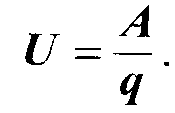 U = A/q.